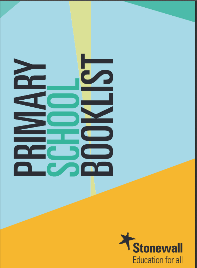 PRIMARY
SCHOOL
BOOKLIST
Stonewall
Education for all